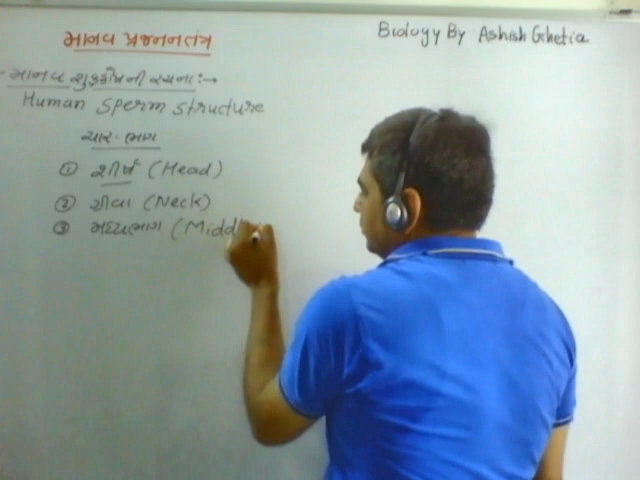 Biology By Ashish Ghetia
માનવ પ્રજનનતંત્ર
- માનવ શુક્રકોષની રચના :→
Human Sperm Structure
ચાર ભાગ
① શીર્ષ (Head)
② ગ્રીવા (Neck)
③ મધ્યભાગ (Midd